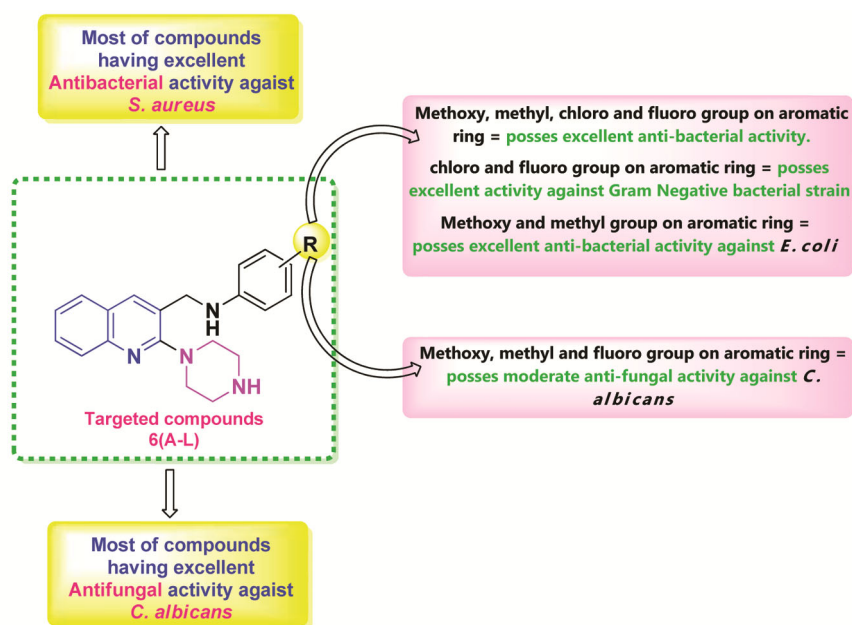 Most of compounds
having excellent
Antibacterial activity agaist
S. aureus
Methoxy, methyl, chloro and fluoro group on aromatic
ring = posses excellent anti-bacterial activity.
chloro and fluoro group on aromatic ring = posses
excellent activity against Gram Negative bacterial strain
Methoxy and methyl group on aromatic ring =
posses excellent anti-bacterial activity against E. coli
R
N
H
N
N
NH
Targeted compounds
6(A-L)
Methoxy, methyl and fluoro group on aromatic ring =
posses moderate anti-fungal activity against C.
albicans
Most of compounds
having excellent
Antifungal activity agaist
C. albicans